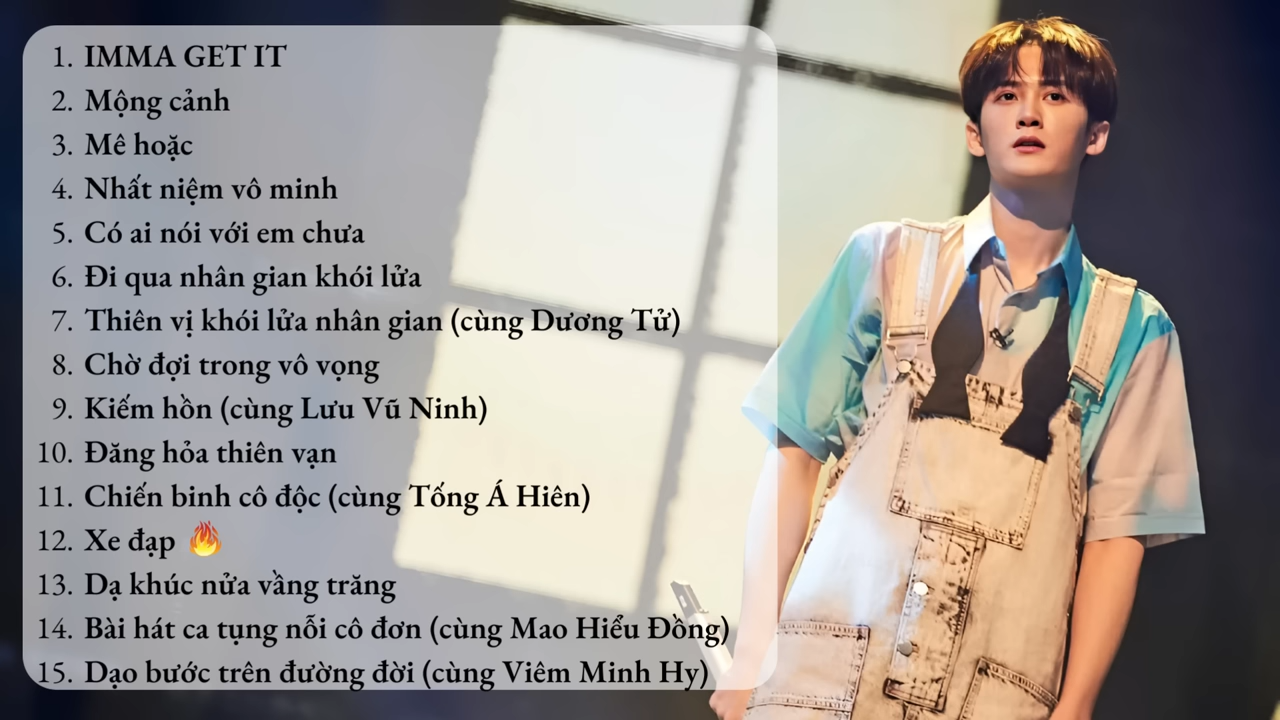 1. IMMA GET IT
2. Mộng cảnh
3. Mê hoặc
4. Nhất niệm vô minh
5. Có ai nói với em chưa
6. Đi qua nhân gian khói lửa
7. Thiên vị khói lửa nhân gian (cùng Dương Tử)
8. Chờ đợi trong vô vọng
9. Kiếm hồn (cùng Lưu Vũ Ninh)
10. Đăng hỏa thiên vạn
11. Chiến binh cô độc (cùng Tống Á Hiên)
12. Xe đạp 🔥
13. Dạ khúc nửa vầng trăng
14. Bài hát ca tụng nỗi cô đơn (cùng Mao Hiểu Đồng)
15. Dạo bước trên đường đời (cùng Viêm Minh Hy)